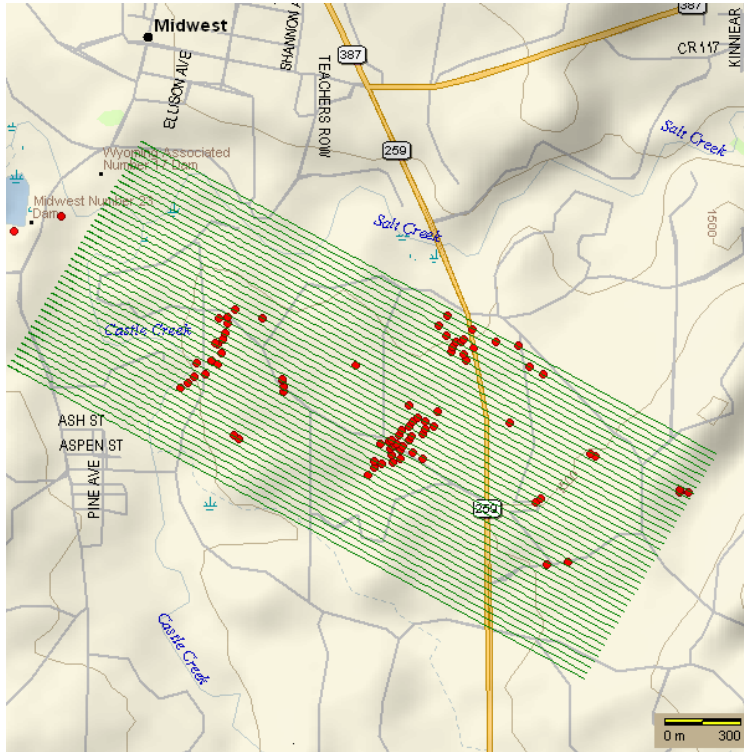 387
Midwest
SHANNON A
387
CR 117
KINNIEAR
ELLISON AVE
TEACHERS ROW
Salt Creek
259
Wyoming Associated
Number 17 Dam
Midwest Number 23
Dam
Salt Creek
1500
Castle Creek
ASH ST
ASPEN ST
PINE AVE
259
Castle Creek
0 m 300